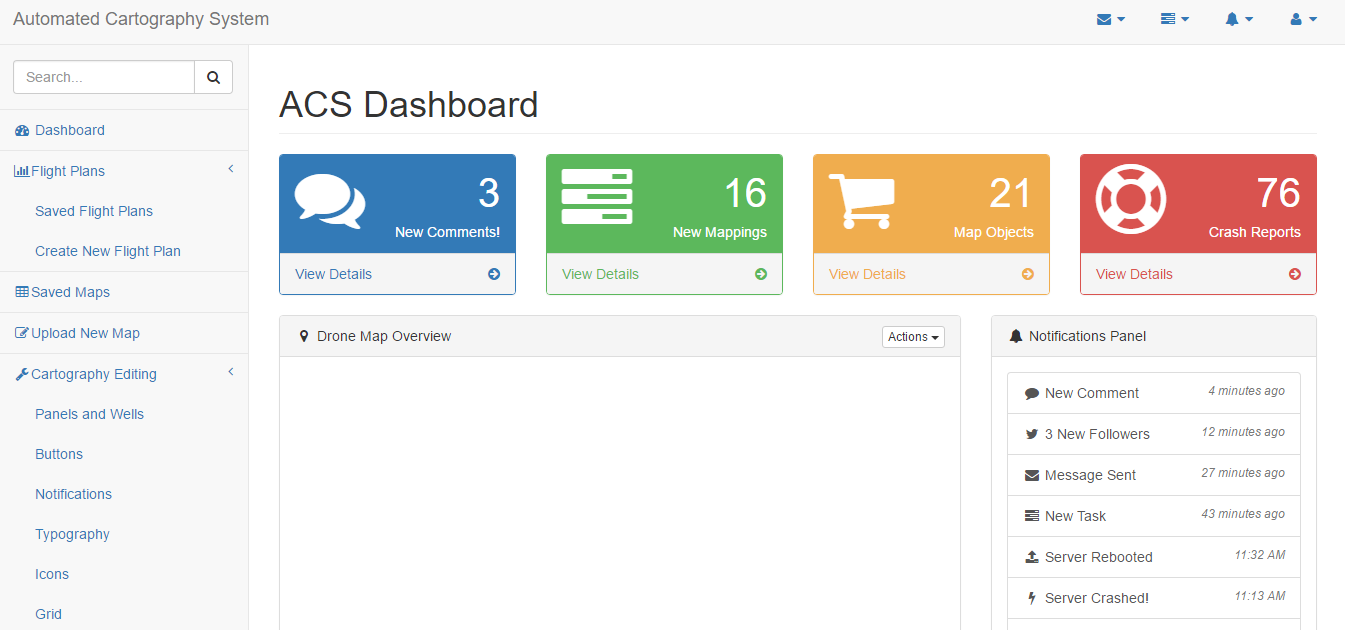 Automated Cartography System
Search...
Dashboard
Flight Plans
Saved Flight Plans
Create New Flight Plan
Saved Maps
Upload New Map
Cartography Editing
Panels and Wells
Buttons
Notifications
Typography
Icons
Grid
ACS Dashboard
3
New Comments!
View Details
16
New Mappings
View Details
21
Map Objects
View Details
76
Crash Reports
View Details
Drone Map Overview
Actions
Notifications Panel
New Comment 4 minutes ago
3 New Followers 12 minutes ago
Message Sent 27 minutes ago
New Task 43 minutes ago
Server Rebooted 11:32 AM
Server Crashed! 11:13 AM